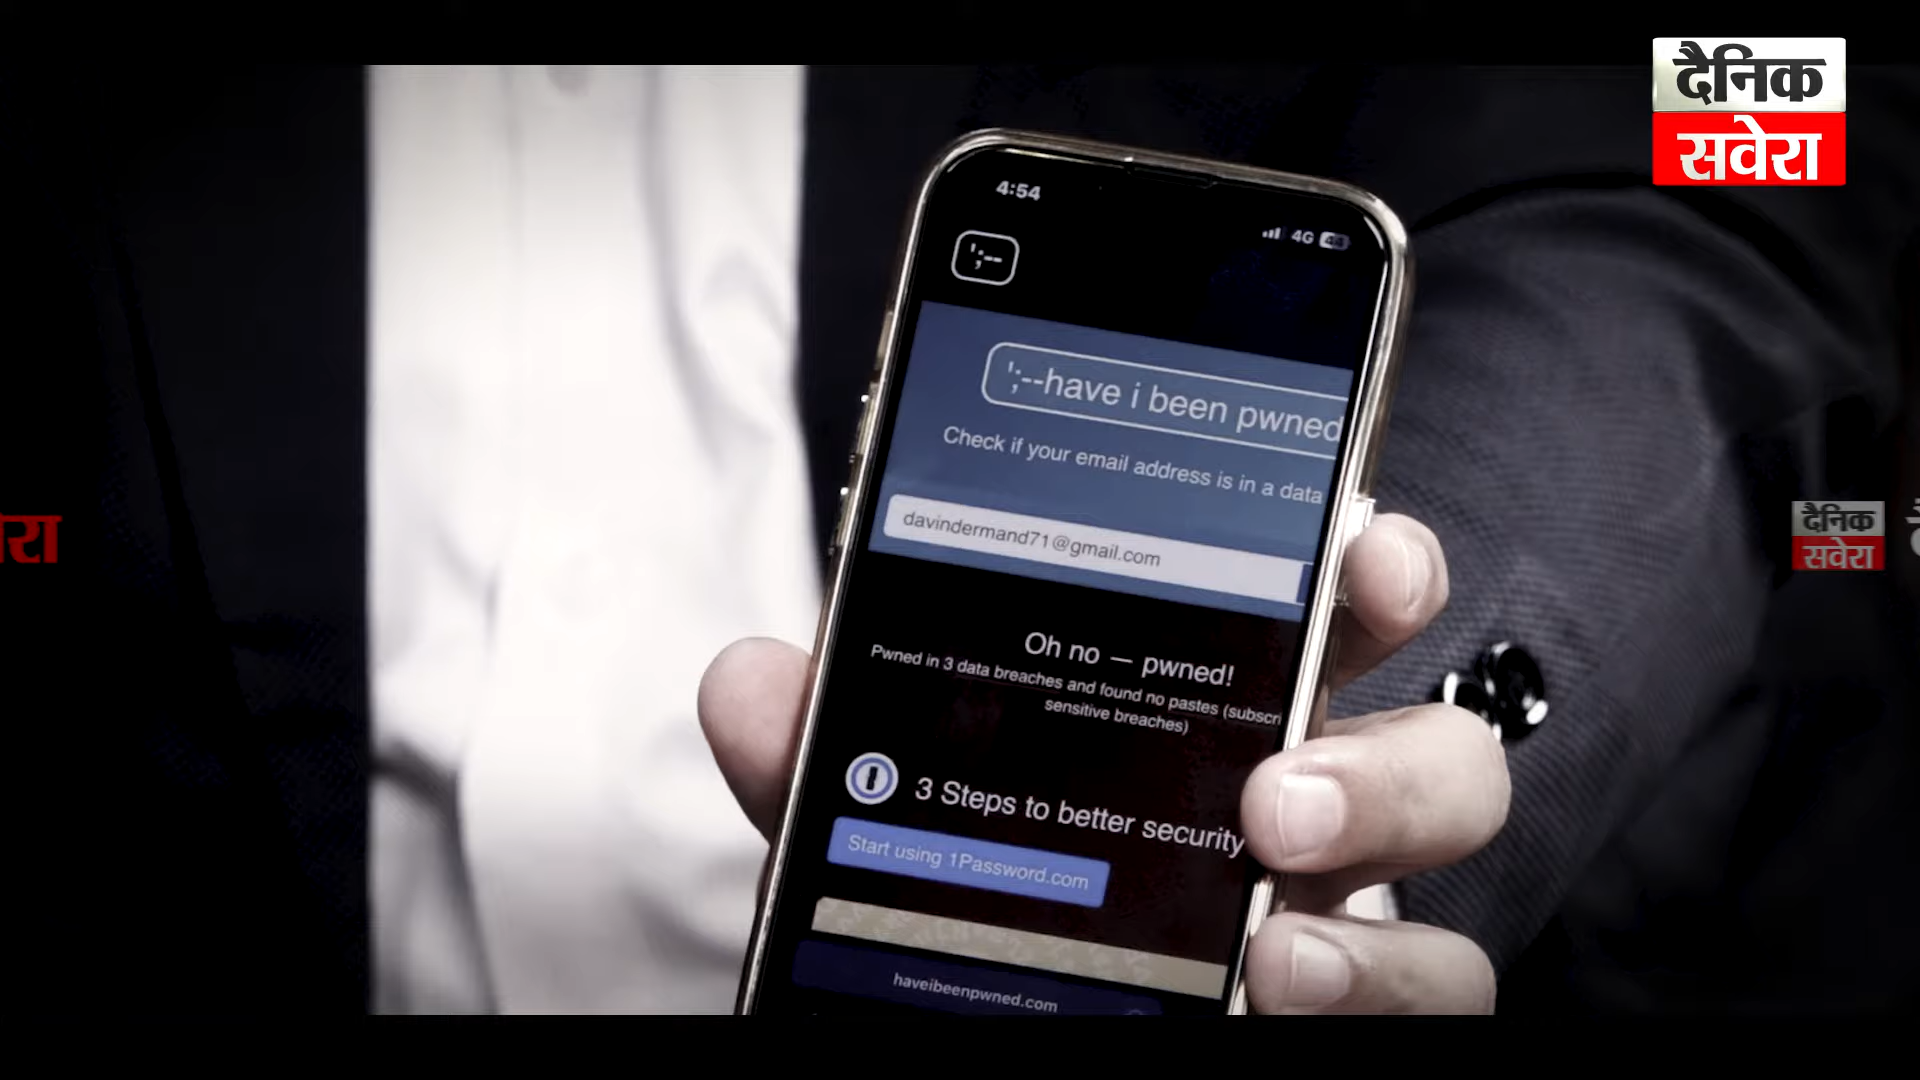 दैनिक
सवेरा
4:54
4G 44
';--
';--have i been pwned
Check if your email address is in a data
davindermand71@gmail.com
Oh no — pwned!
Pwned in 3 data breaches and found no pastes (subscri
sensitive breaches)
3 Steps to better security
Start using 1Password.com
haveibeenpwned.com
रा
दैनिक
सवेरा